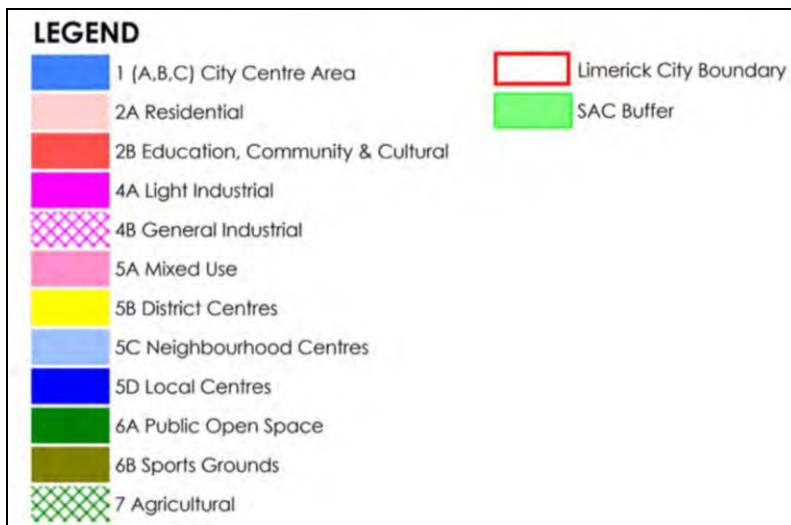 LEGEND
1 (A,B,C) City Centre Area
2A Residential
2B Education, Community & Cultural
4A Light Industrial
4B General Industrial
5A Mixed Use
5B District Centres
5C Neighbourhood Centres
5D Local Centres
6A Public Open Space
6B Sports Grounds
7 Agricultural
Limerick City Boundary
SAC Buffer